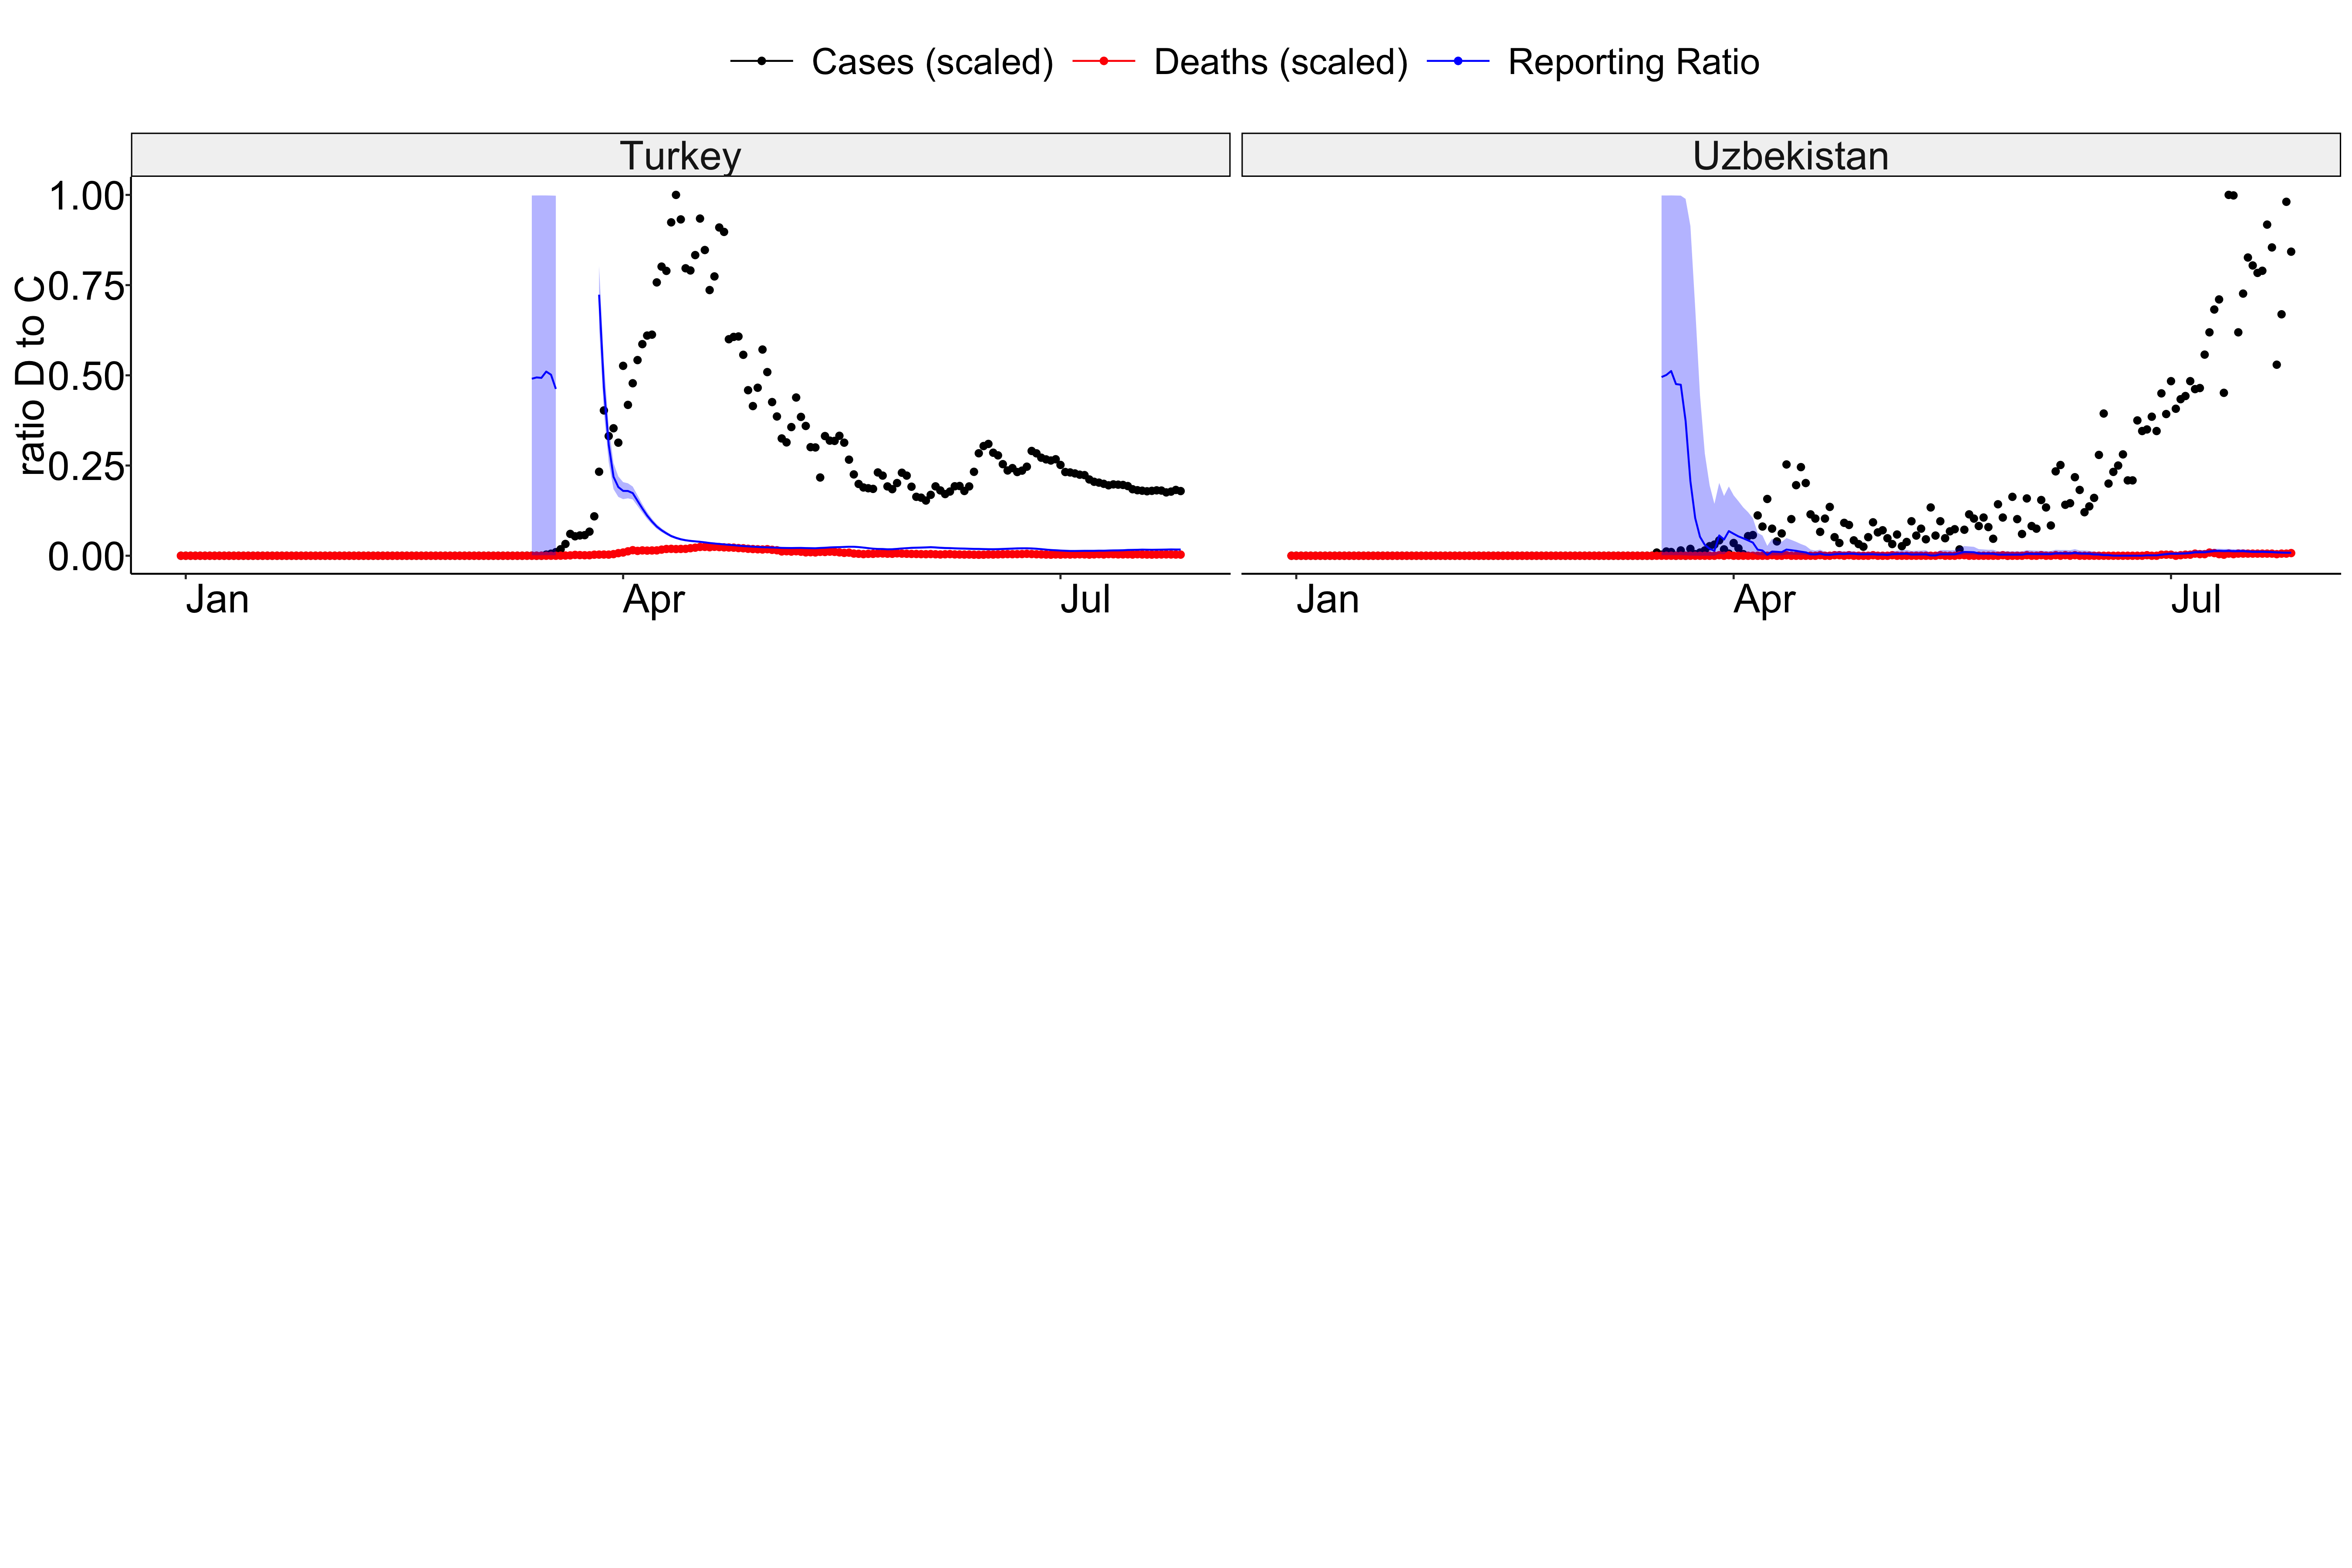 Cases (scaled) Deaths (scaled) Reporting Ratio
Turkey Uzbekistan
ratio D to C
1.00
0.75
0.50
0.25
0.00
Jan Apr Jul Jan Apr Jul